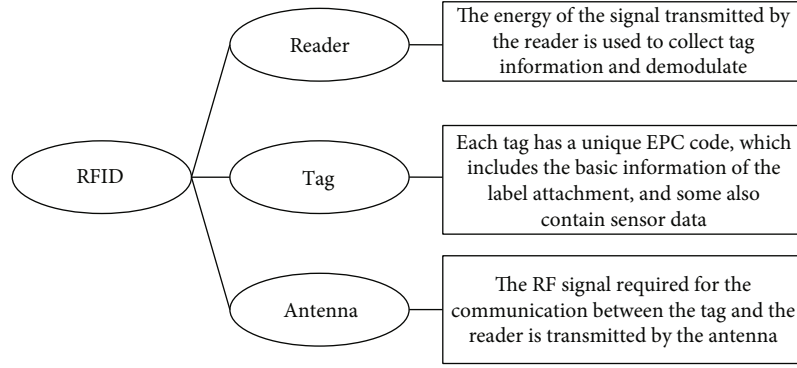 The energy of the signal transmitted by
the reader is used to collect tag
information and demodulate
Reader
RFID
Tag
Each tag has a unique EPC code, which
includes the basic information of the
label attachment, and some also
contain sensor data
Antenna
The RF signal required for the
communication between the tag and the
reader is transmitted by the antenna